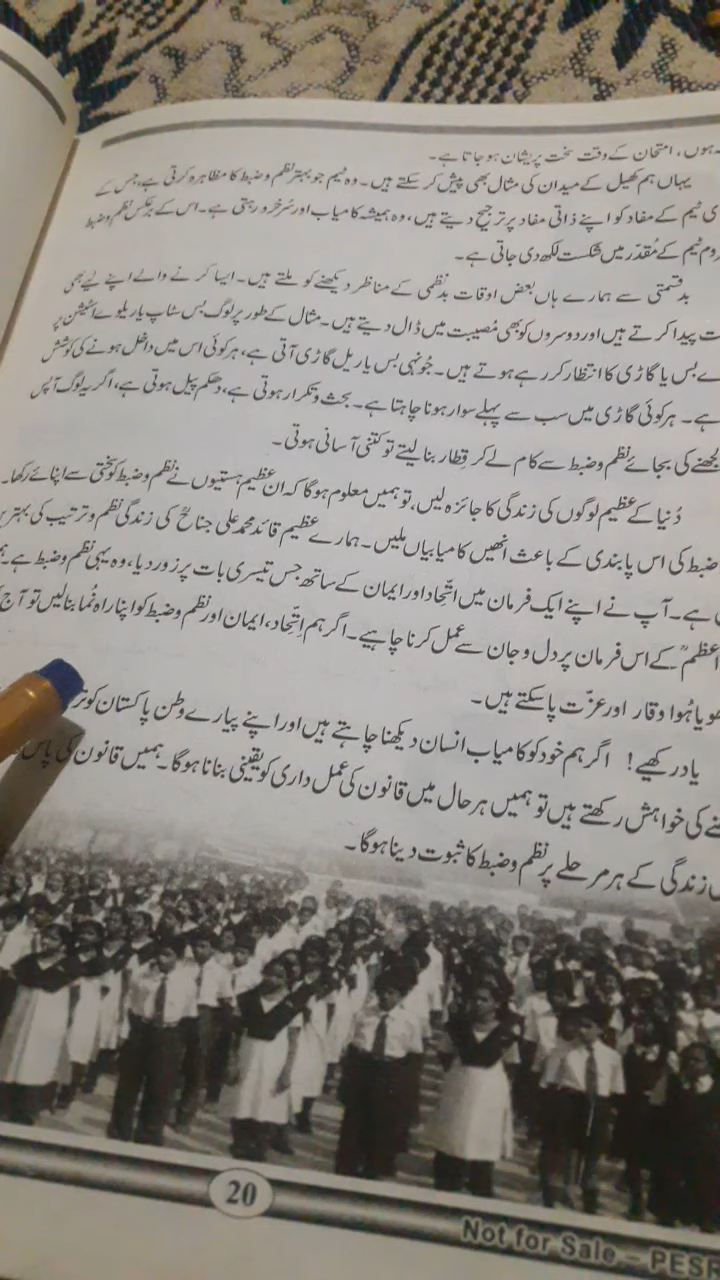 ہوں، امتحان کے وقت سخت پریشان ہو جاتا ہے۔
یہاں ہم کھیل کے میدان کی مثال بھی پیش کر سکتے ہیں۔ وہ ٹیم جو بہتر نظم و ضبط کا مظاہرہ کرتی ہے، جس کے
ٹیم کے مفاد کو اپنے ذاتی مفاد پر ترجیح دیتے ہیں، وہ ہمیشہ کامیاب اور سرخرو رہتی ہے۔ اس کے برعکس نظم و ضبط
ٹیم کے مُقدّر میں شکست لکھ دی جاتی ہے۔
بدقسمتی سے ہمارے ہاں بعض اوقات بدنظمی کے مناظر دیکھنے کو ملتے ہیں۔ ایسا کرنے والے اپنے لیے بھی
پیدا کرتے ہیں اور دوسروں کو بھی مُصیبت میں ڈال دیتے ہیں۔ مثال کے طور پر لوگ بس سٹاپ یا ریلوے اسٹیشن پر
بس یا گاڑی کا انتظار کر رہے ہوتے ہیں۔ جُونہی بس یا ریل گاڑی آتی ہے، ہر کوئی اس میں داخل ہونے کی کوشش
ہے۔ ہر کوئی گاڑی میں سب سے پہلے سوار ہونا چاہتا ہے۔ بحث و تکرار ہوتی ہے، دھکم پیل ہوتی ہے، اگر یہ لوگ آپس
کی بجائے نظم و ضبط سے کام لے کر قطار بنا لیتے تو کتنی آسانی ہوتی۔
دُنیا کے عظیم لوگوں کی زندگی کا جائزہ لیں، تو ہمیں معلوم ہوگا کہ ان عظیم ہستیوں نے نظم و ضبط کو سختی سے اپنائے رکھا۔
ضبط کی اس پابندی کے باعث انھیں کامیابیاں ملیں۔ ہمارے عظیم قائد محمد علی جناحؒ کی زندگی نظم و ترتیب کی بہترین
ہے۔ آپ نے اپنے ایک فرمان میں اتّحاد اور ایمان کے ساتھ جس تیسری بات پر زور دیا، وہ یہی نظم و ضبط ہے۔
اعظمؒ کے اس فرمان پر دل و جان سے عمل کرنا چاہیے۔ اگر ہم اتّحاد، ایمان اور نظم و ضبط کو اپنا راہ نُما بنا لیں تو آج
ہُوا وقار اور عزّت پا سکتے ہیں۔
یاد رکھیے! اگر ہم خود کو کامیاب انسان دیکھنا چاہتے ہیں اور اپنے پیارے وطن پاکستان کو
کی خواہش رکھتے ہیں تو ہمیں ہر حال میں قانون کی عمل داری کو یقینی بنانا ہوگا۔ ہمیں قانون کی
زندگی کے ہر مرحلے پر نظم و ضبط کا ثبوت دینا ہوگا۔
20
Not for Sale – PESR